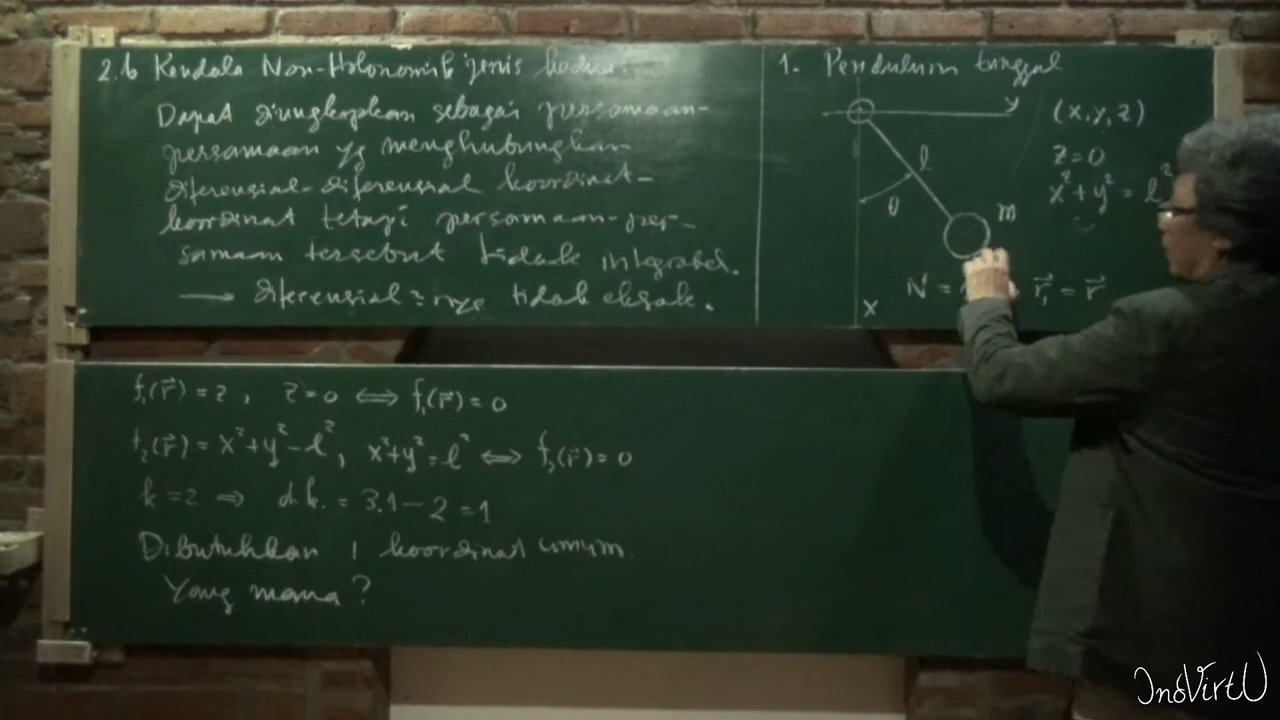 2.b Kendala Non-Holonomik jenis kedua.
Dapat diungkapkan sebagai persamaan-
persamaan yg menghubungkan
diferensial-diferensial koordinat-
koordinat tetapi persamaan-per-
samaan tersebut tidak integrabel.
→ diferensial²nya tidak eksak.
1. Pendulum tunggal
y
(x, y, z)
z = 0
x² + y² = l²
l
θ
m
N =
r⃗₁ = r⃗
x
f₁(r⃗) = z, z = 0 ⟺ f₁(r⃗) = 0
f₂(r⃗) = x² + y² − l², x² + y² = l² ⟺ f₂(r⃗) = 0
k = 2 ⇒ d.k. = 3.1 − 2 = 1
Dibutuhkan 1 koordinat umum.
Yang mana?
InoVirtU